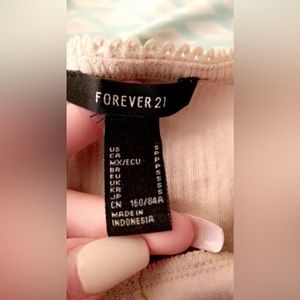 FOREVER 21
US S
CA P
MX/ECU P
BR P
EU S
UK S
KR S
JP S
CN 160/84A
MADE IN
INDONESIA